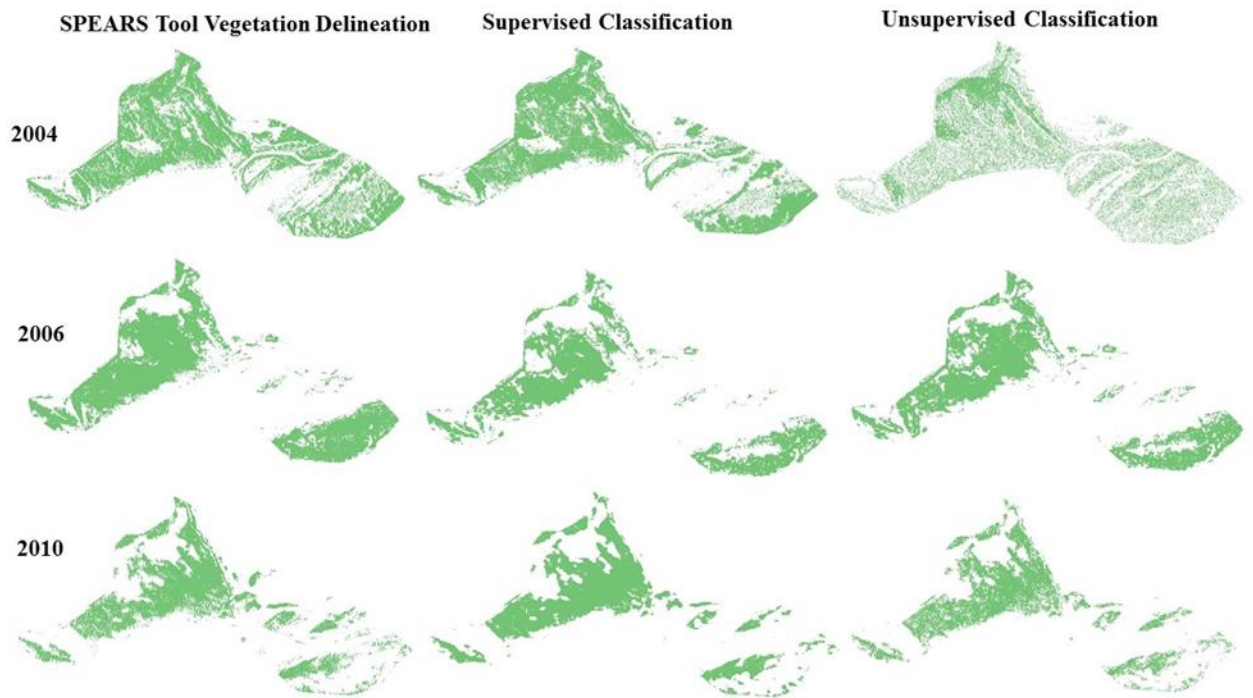 SPEARS Tool Vegetation Delineation
Supervised Classification
Unsupervised Classification
2004
2006
2010